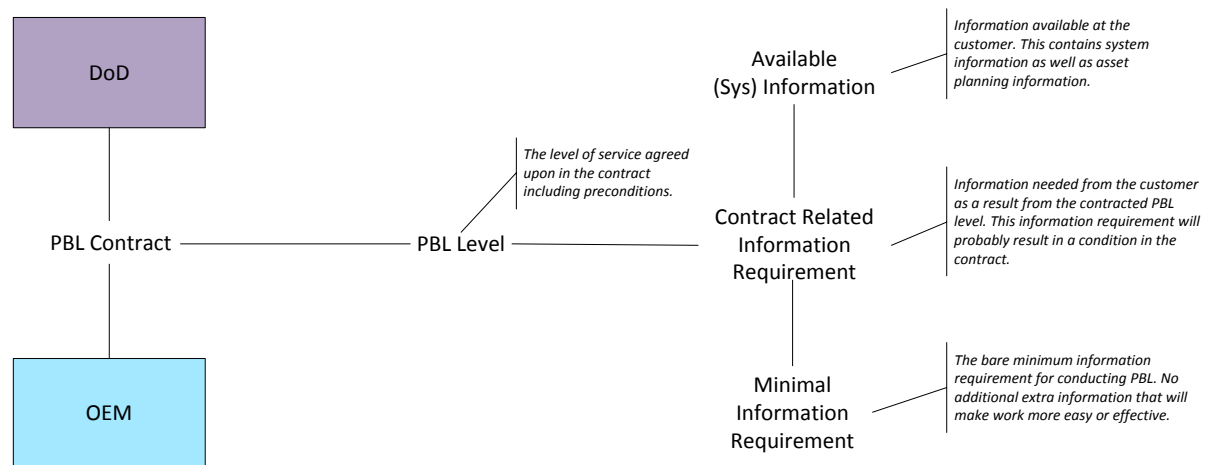 DoD
Available
(Sys) Information
Information available at the
customer. This contains system
information as well as asset
planning information.
The level of service agreed
upon in the contract
including preconditions.
PBL Contract
PBL Level
Contract Related
Information
Requirement
Information needed from the customer
as a result from the contracted PBL
level. This information requirement will
probably result in a condition in the
contract.
OEM
Minimal
Information
Requirement
The bare minimum information
requirement for conducting PBL. No
additional extra information that will
make work more easy or effective.